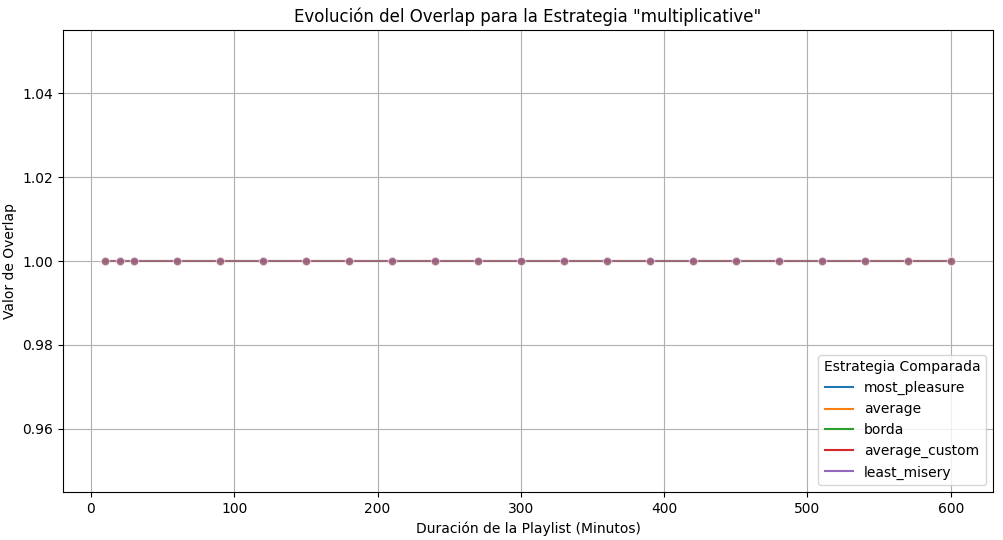 Evolución del Overlap para la Estrategia "multiplicative"
Valor de Overlap
1.04
1.02
1.00
0.98
0.96
Estrategia Comparada
most_pleasure
average
borda
average_custom
least_misery
0 100 200 300 400 500 600
Duración de la Playlist (Minutos)